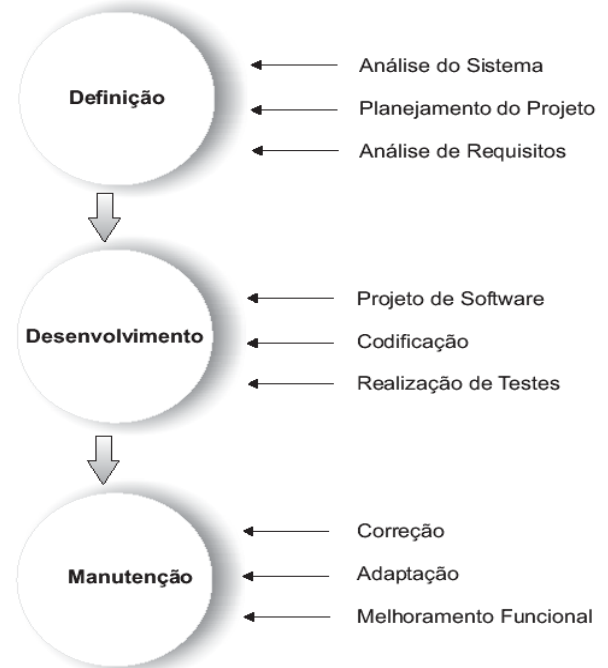 Definição
Análise do Sistema
Planejamento do Projeto
Análise de Requisitos
Desenvolvimento
Projeto de Software
Codificação
Realização de Testes
Manutenção
Correção
Adaptação
Melhoramento Funcional